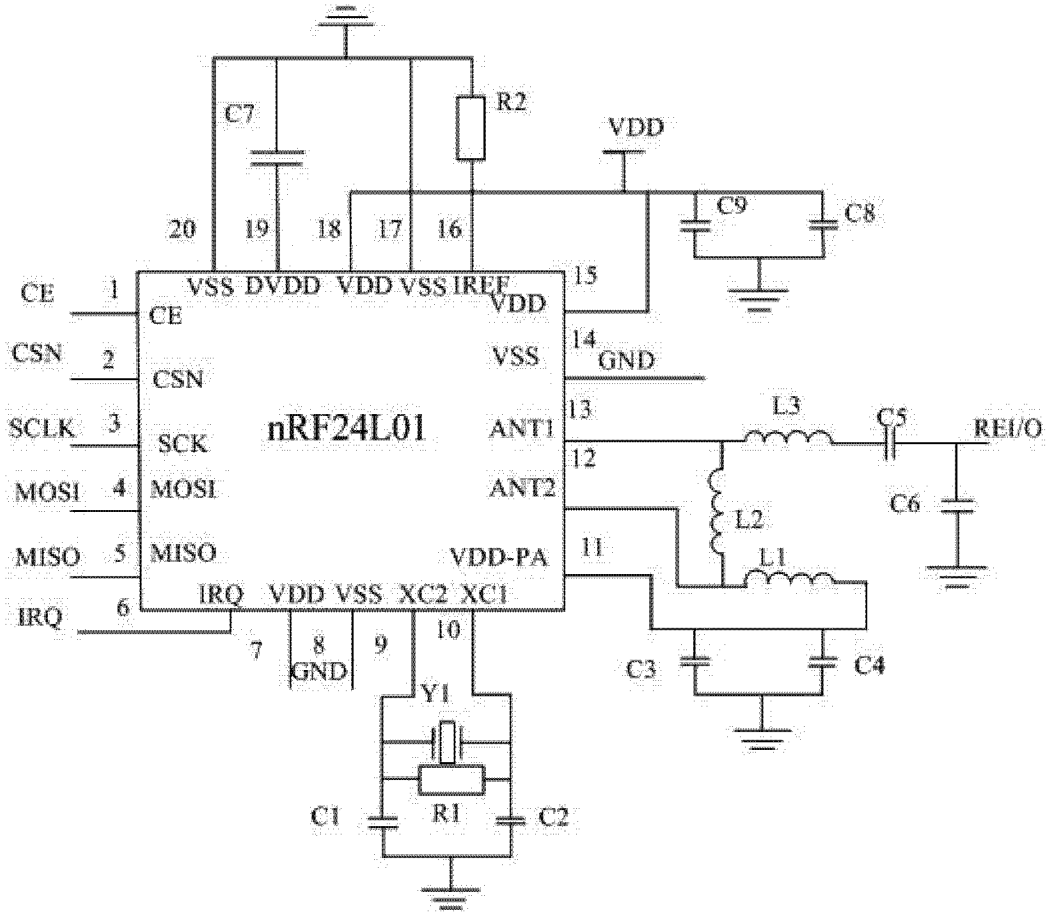 C7
R2
VDD
20
19
18
17
16
C9
C8
VSS
DVDD
VDD
VSS
IREF
15
CE
1
CE
VDD
14
CSN
2
CSN
VSS
GND
13
L3
SCLK
3
SCK
nRF24L01
ANT1
C5
REI/O
12
MOSI
4
MOSI
ANT2
L2
C6
MISO
5
MISO
VDD-PA
11
L1
IRQ
6
IRQ
VDD
VSS
XC2
XC1
7
8
9
10
GND
C3
C4
Y1
C1
R1
C2